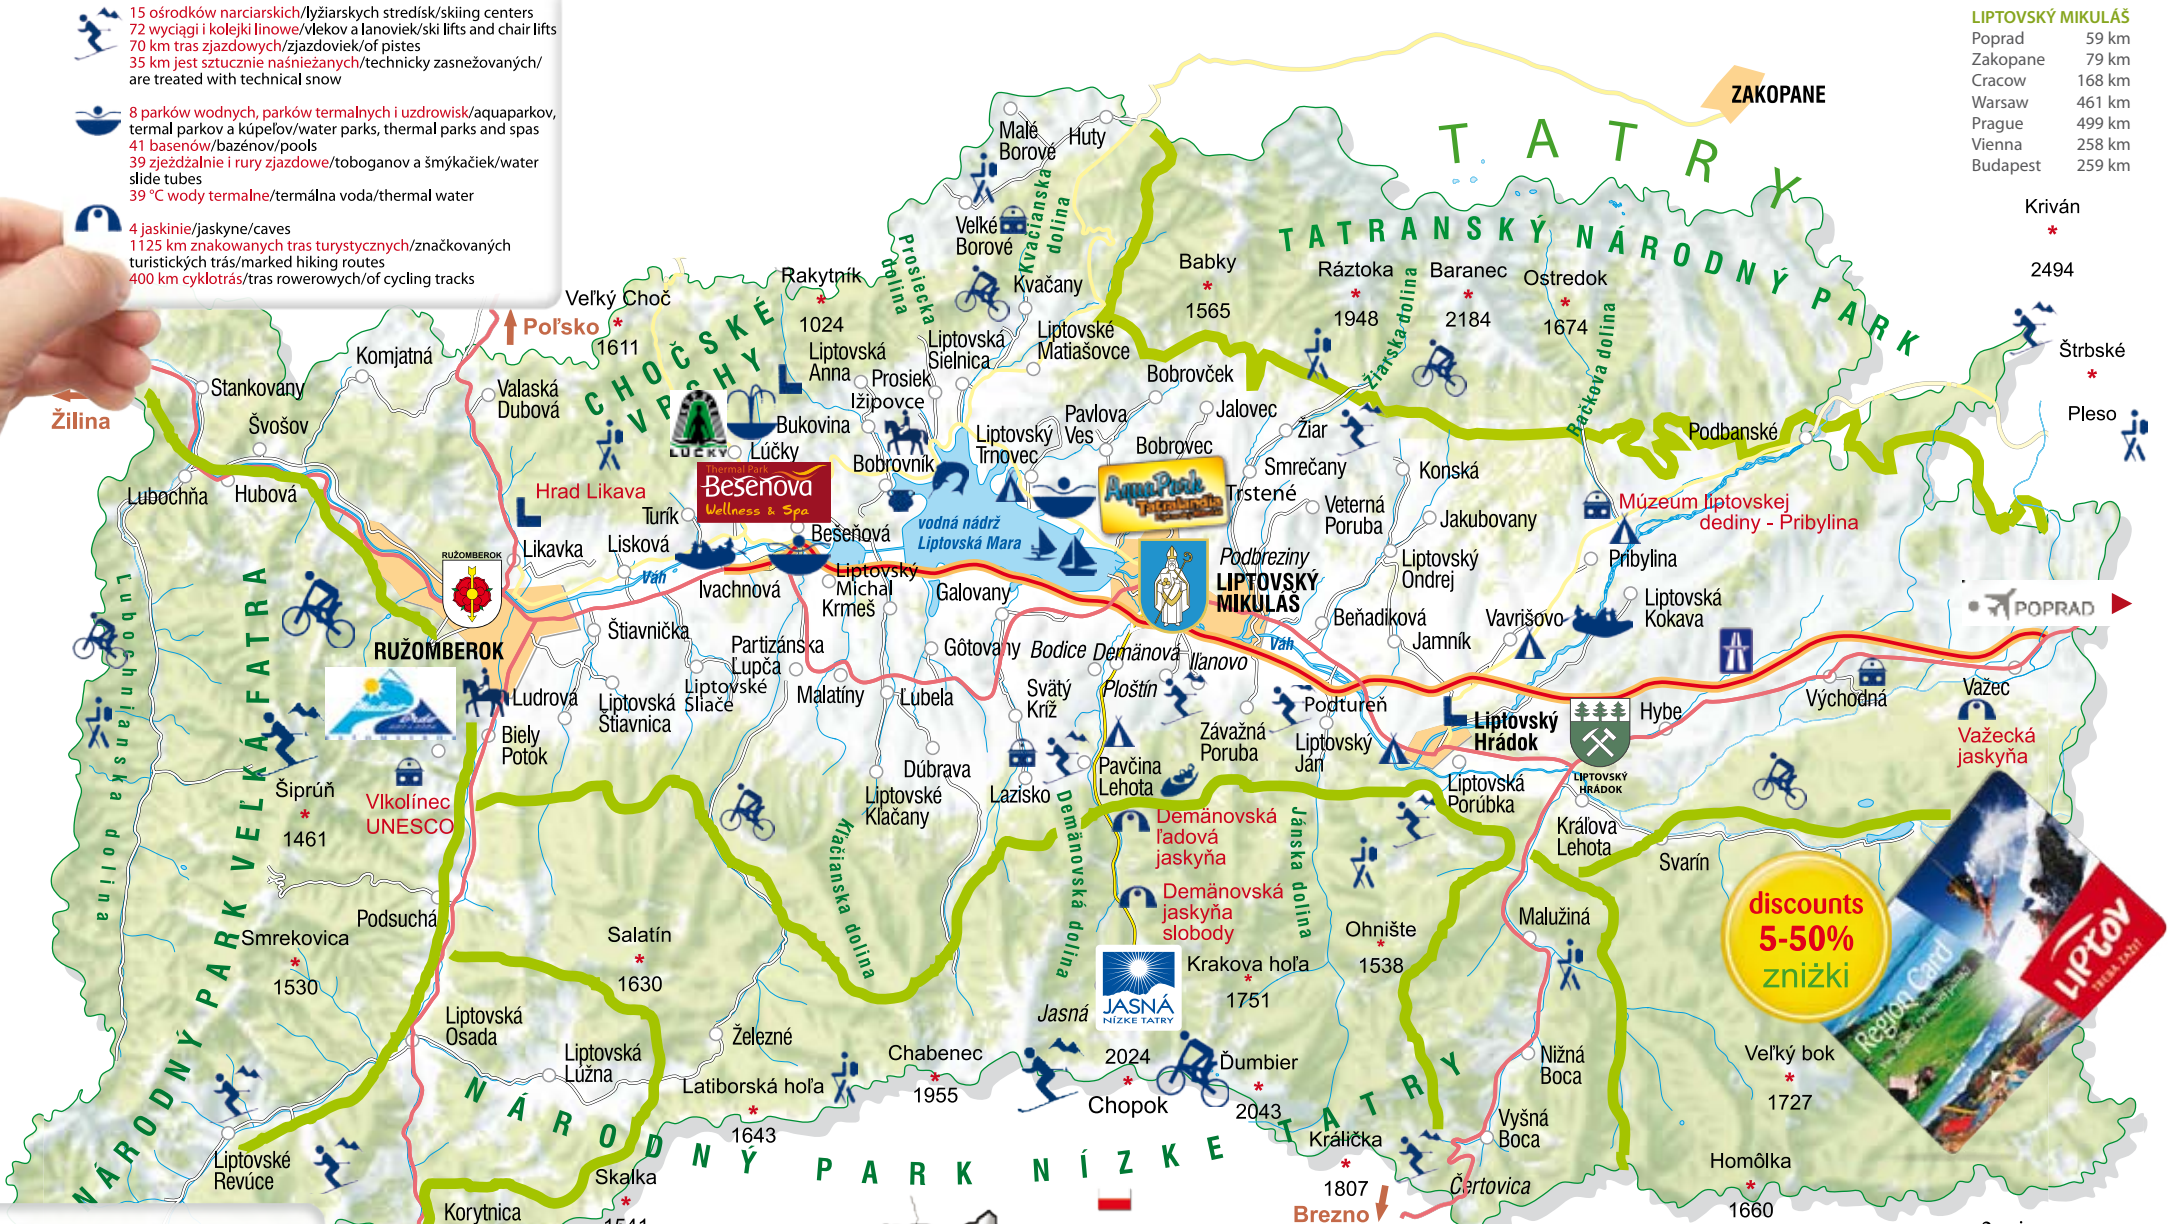 15 ośrodków narciarskich/lyžiarskych stredísk/skiing centers
72 wyciągi i kolejki linowe/vlekov a lanoviek/ski lifts and chair lifts
70 km tras zjazdowych/zjazdoviek/of pistes
35 km jest sztucznie naśnieżanych/technicky zasnežovaných/
are treated with technical snow
8 parków wodnych, parków termalnych i uzdrowisk/aquaparkov,
termal parkov a kúpeľov/water parks, thermal parks and spas
41 basenów/bazénov/pools
39 zjeżdżalnie i rury zjazdowe/toboganov a šmýkačiek/water
slide tubes
39 °C wody termalne/termálna voda/thermal water
4 jaskinie/jaskyne/caves
1125 km znakowanych tras turystycznych/značkovaných
turistických trás/marked hiking routes
400 km cyklotrás/tras rowerowych/of cycling tracks
LIPTOVSKÝ MIKULÁŠ
Poprad 59 km
Zakopane 79 km
Cracow 168 km
Warsaw 461 km
Prague 499 km
Vienna 258 km
Budapest 259 km
ZAKOPANE
TATRY
TATRANSKÝ NÁRODNÝ PARK
Kriváň
2494
Štrbské
Pleso
Malé
Borové
Huty
Veľké
Borové
Kvačianska
dolina
Prosiecka
dolina
Kvačany
Babky
1565
Ráztoka
1948
Baranec
2184
Ostredok
1674
Žiarska dolina
Račkova dolina
Rakytník
1024
Veľký Choč
1611
Poľsko
CHOČSKÉ
VRCHY
Žilina
Komjatná
Stankovany
Švošov
Valaská
Dubová
Ľubochňa
Hubová
Liptovská
Anna
Prosiek
Ižipovce
Liptovská
Sielnica
Liptovské
Matiašovce
Bobrovček
Jalovec
Pavlova
Ves
Bobrovec
Žiar
Smrečany
Konská
Podbanské
Bukovina
LÚČKY
Lúčky
Bobrovník
Liptovský
Trnovec
Trstené
Veterná
Poruba
Jakubovany
Múzeum liptovskej
dediny - Pribylina
Hrad Likava
Thermal Park
Bešeňová
Wellness & Spa
AquaPark
Tatralandia
Turík
Bešeňová
vodná nádrž
Liptovská Mara
Likavka
Lisková
Váh
Ivachnová
Liptovský
Michal
Krmeš
Galovany
Podbreziny
LIPTOVSKÝ
MIKULÁŠ
Liptovský
Ondrej
Pribylina
Liptovská
Kokava
POPRAD
RUŽOMBEROK
RUŽOMBEROK
Štiavnička
Partizánska
Ľupča
Liptovské
Sliače
Malatíny
Gôtovany
Bodice
Demänová
Iľanovo
Váh
Beňadiková
Jamník
Vavrišovo
Ľubochnianska dolina
NÁRODNÝ PARK VEĽKÁ FATRA
Ludrová
Liptovská
Štiavnica
Ľubela
Svätý
Kríž
Ploštín
Závažná
Poruba
Podtureň
Liptovský
Ján
Liptovský
Hrádok
Hybe
Východná
Važec
Važecká
jaskyňa
Biely
Potok
Šiprúň
1461
Vlkolínec
UNESCO
Dúbrava
Liptovské
Kľačany
Lazisko
Pavčina
Lehota
Liptovská
Porúbka
LIPTOVSKÝ
HRÁDOK
Kráľova
Lehota
Svarín
Demänovská
ľadová
jaskyňa
Demänovská
jaskyňa
slobody
Kľačianska dolina
Demänovská dolina
Jánska dolina
discounts
5-50%
zniżki
LIPTOV
TREBA ZAŽIŤ
Region Card
Podsuchá
Smrekovica
1530
Salatín
1630
Ohnište
1538
Malužiná
Krakova hoľa
1751
JASNÁ
NÍZKE TATRY
Jasná
Liptovská
Osada
Liptovská
Lúžna
Železné
Latiborská hoľa
1643
Chabenec
1955
2024
Chopok
Ďumbier
2043
Nižná
Boca
Veľký bok
1727
Vyšná
Boca
Králička
1807
Čertovica
Brezno
Homôlka
1660
Liptovské
Revúce
NÁRODNÝ PARK NÍZKE TATRY
Skalka
1541
Korytnica